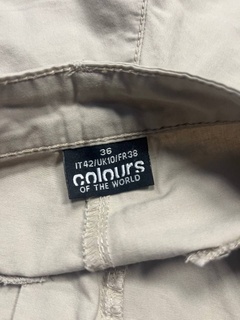 36
IT42/UK10/FR38
colours
OF THE WORLD